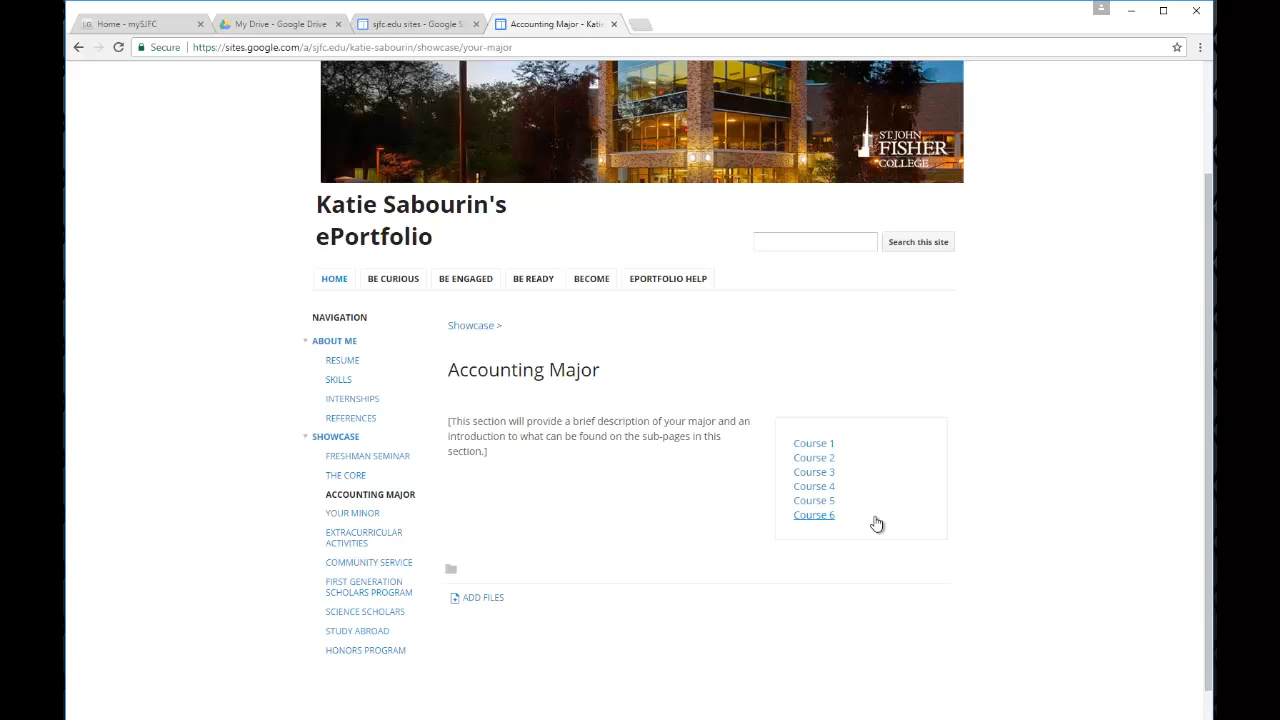 Home - mySJFC
My Drive - Google Drive
sjfc.edu sites - Google S
Accounting Major - Katie
Secure
https://sites.google.com/a/sjfc.edu/katie-sabourin/showcase/your-major
ST. JOHN
FISHER
COLLEGE
Katie Sabourin's
ePortfolio
Search this site
HOME
BE CURIOUS
BE ENGAGED
BE READY
BECOME
EPORTFOLIO HELP
NAVIGATION
ABOUT ME
RESUME
SKILLS
INTERNSHIPS
REFERENCES
SHOWCASE
FRESHMAN SEMINAR
THE CORE
ACCOUNTING MAJOR
YOUR MINOR
EXTRACURRICULAR
ACTIVITIES
COMMUNITY SERVICE
FIRST GENERATION
SCHOLARS PROGRAM
SCIENCE SCHOLARS
STUDY ABROAD
HONORS PROGRAM
Showcase >
Accounting Major
[This section will provide a brief description of your major and an
introduction to what can be found on the sub-pages in this
section.]
Course 1
Course 2
Course 3
Course 4
Course 5
Course 6
ADD FILES